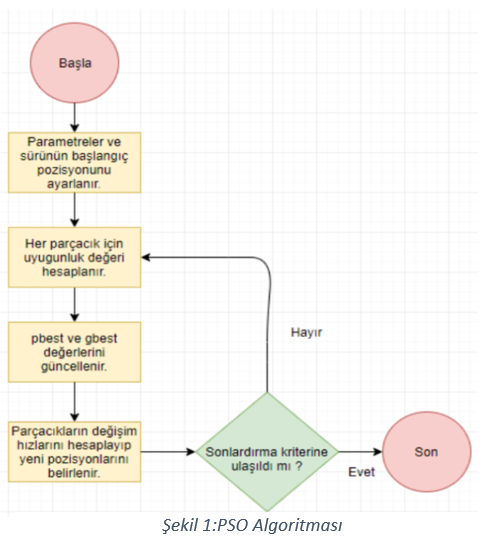 Başla
Parametreler ve
sürünün başlangıç
pozisyonunu
ayarlanır.
Her parçacık için
uyugunluk değeri
hesaplanır.
pbest ve gbest
değerlerini
güncellenir.
Parçacıkların değişim
hızlarını hesaplayıp
yeni pozisyonlarını
belirlenir.
Sonlardırma kriterine
ulaşıldı mı ?
Hayır
Evet
Son
Şekil 1:PSO Algoritması